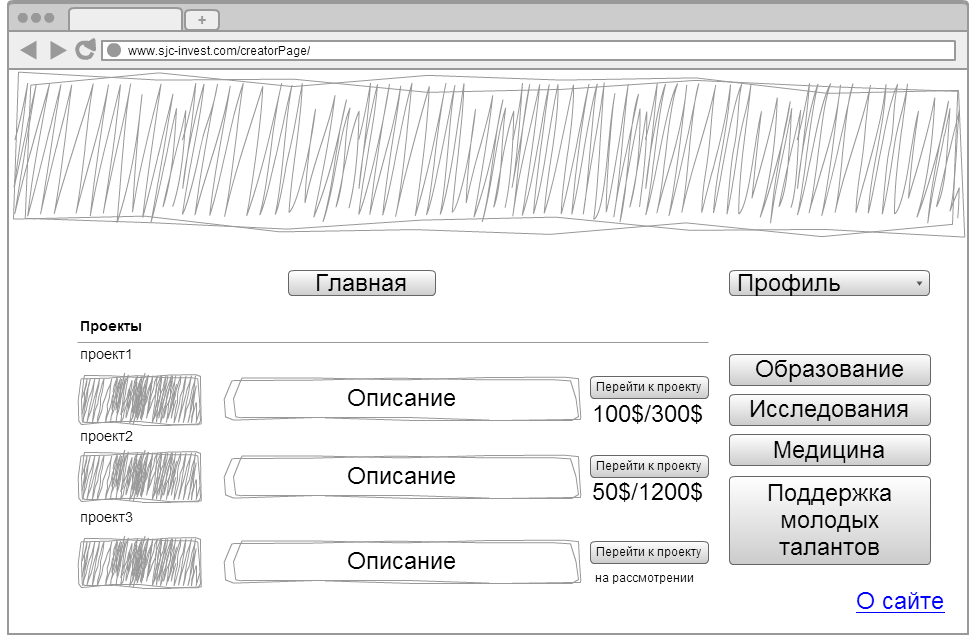 +
www.sjc-invest.com/creatorPage/
Главная
Профиль
Проекты
проект1
Описание
Перейти к проекту
100$/300$
проект2
Описание
Перейти к проекту
50$/1200$
проект3
Описание
Перейти к проекту
на рассмотрении
Образование
Исследования
Медицина
Поддержка
молодых
талантов
О сайте